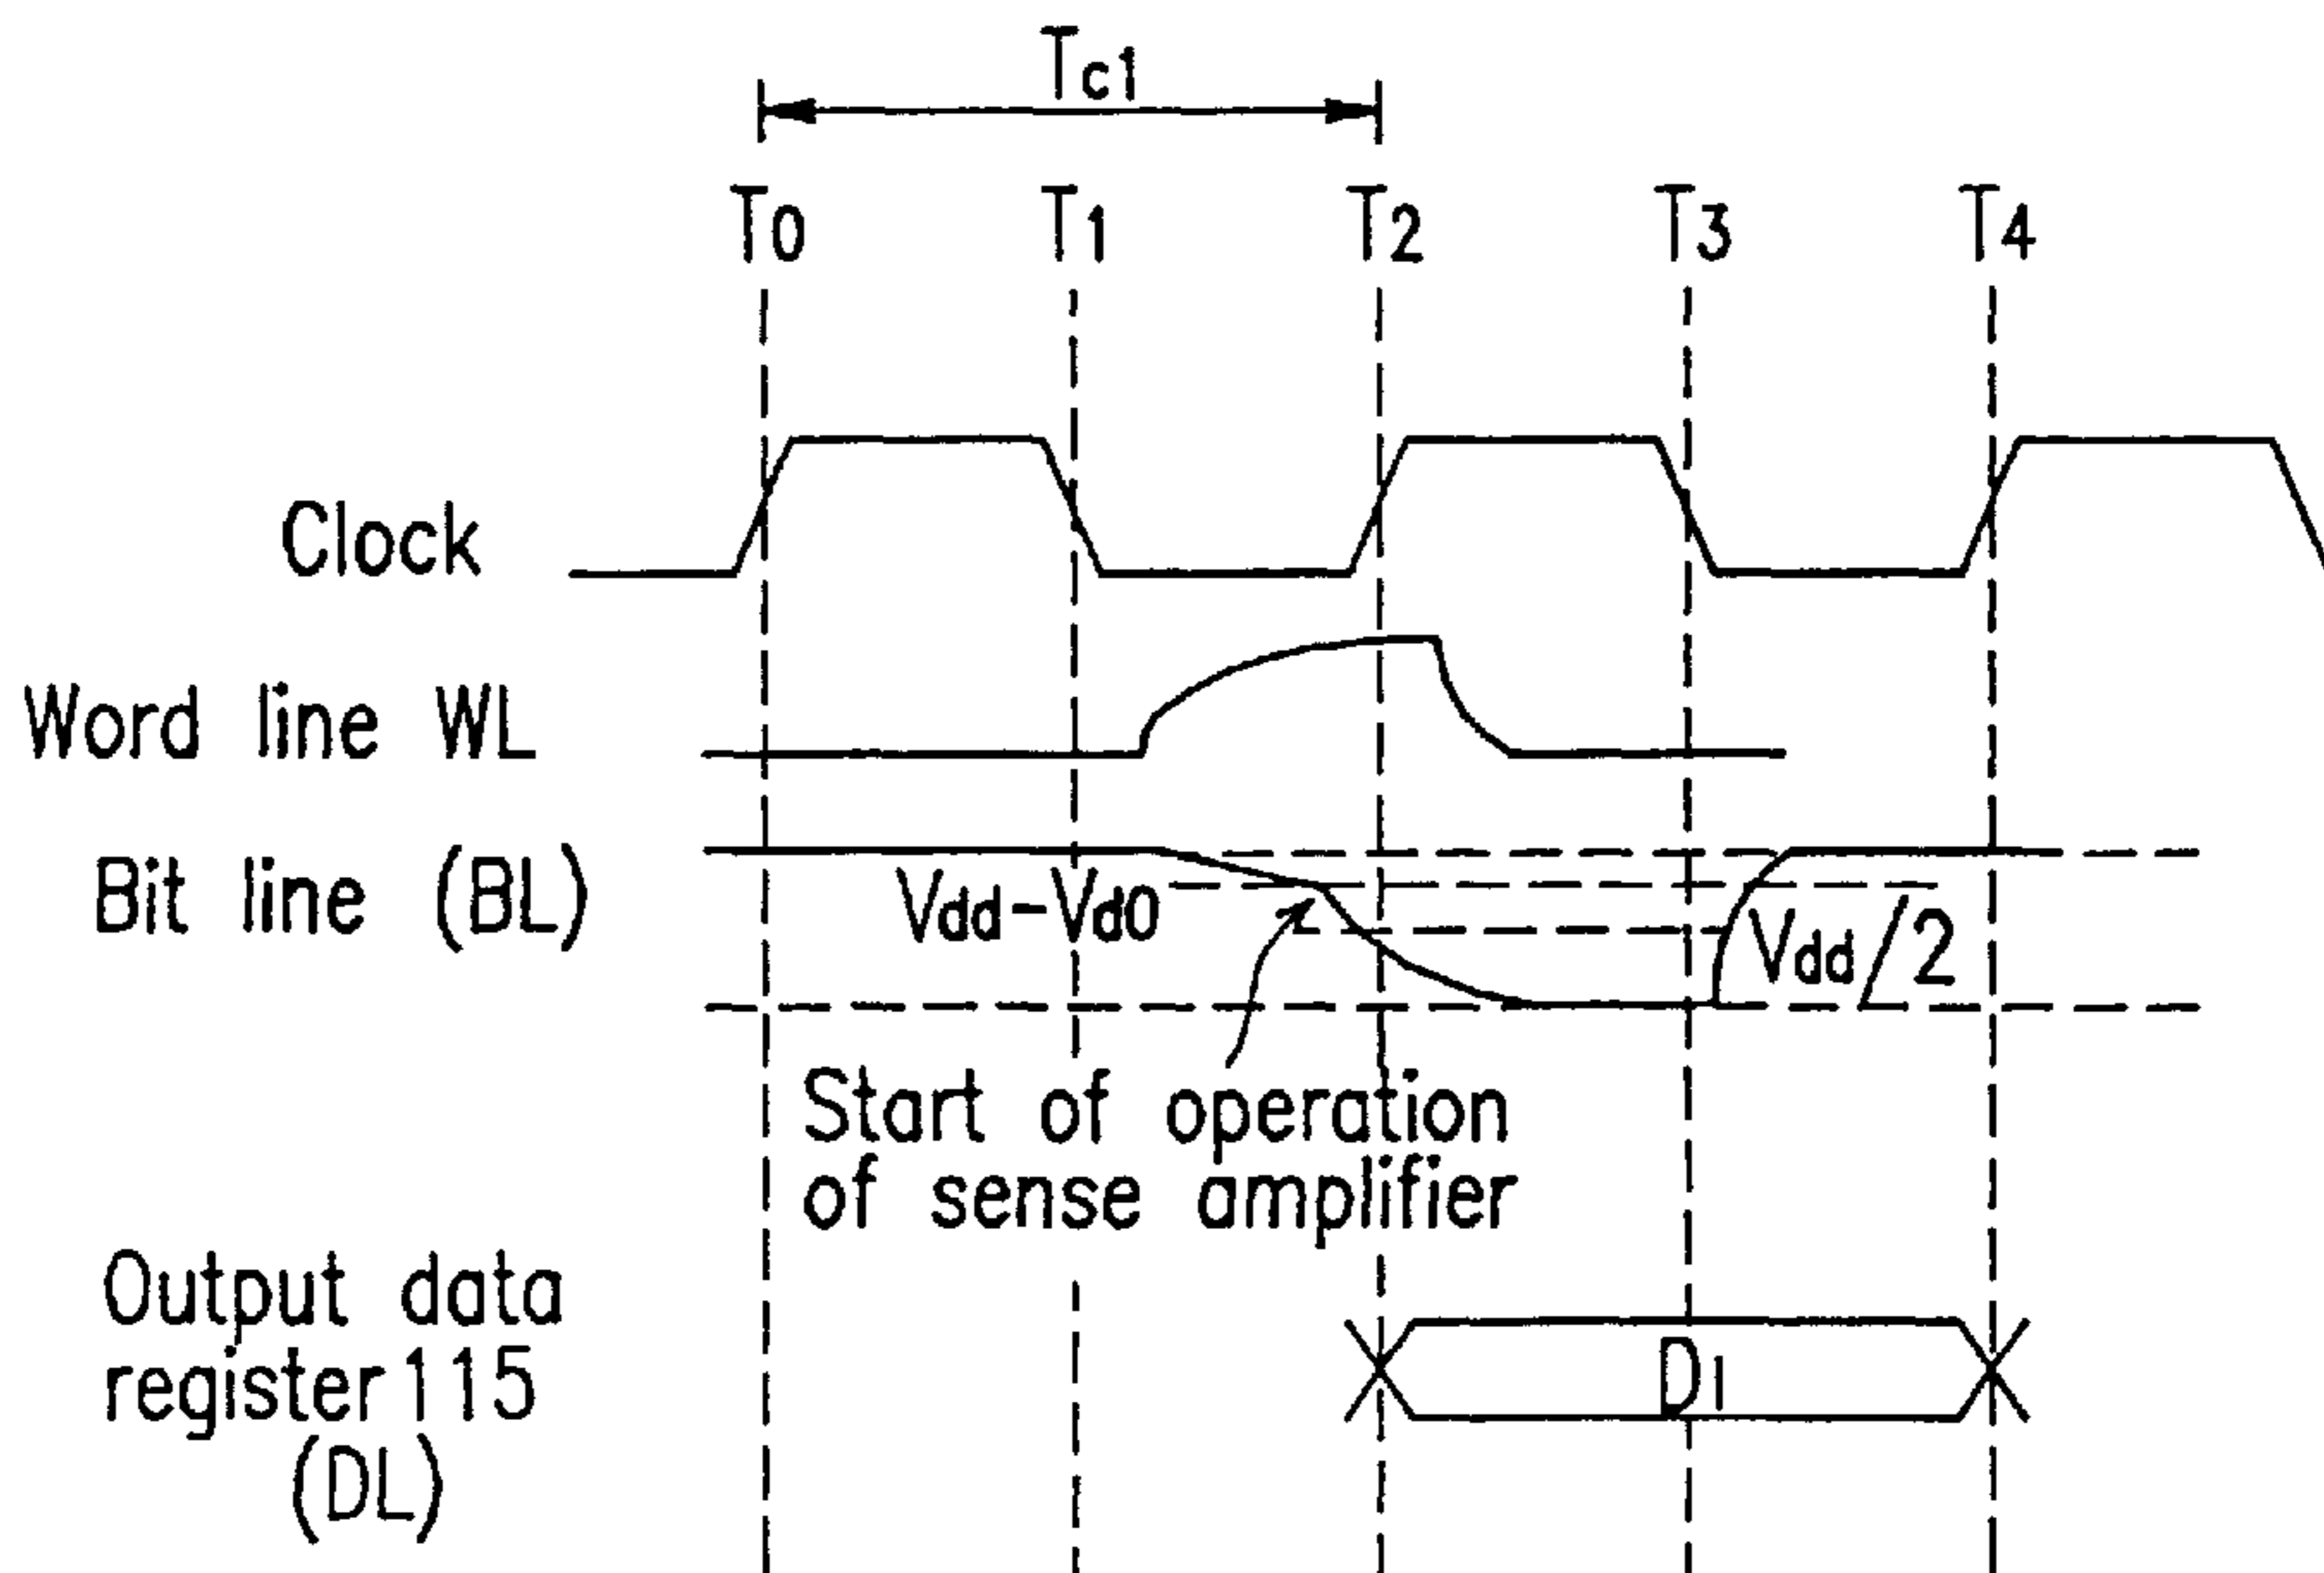 Tc1
T0 T1 T2 T3 T4
Clock
Word line WL
Bit line (BL)
Vdd-Vd0
Vdd/2
Start of operation
of sense amplifier
Output data
register 115
(DL)
D1